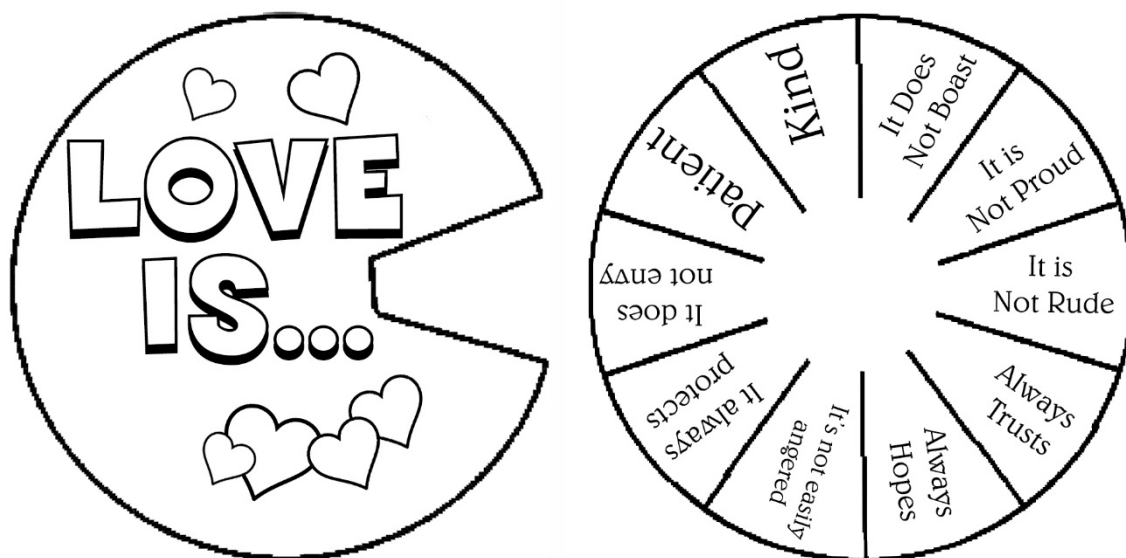 LOVE
IS...
Kind
It Does
Not Boast
It is
Not Proud
It is
Not Rude
Always
Trusts
Always
Hopes
It's not easily
angered
It always
protects
It does
not envy
Patient